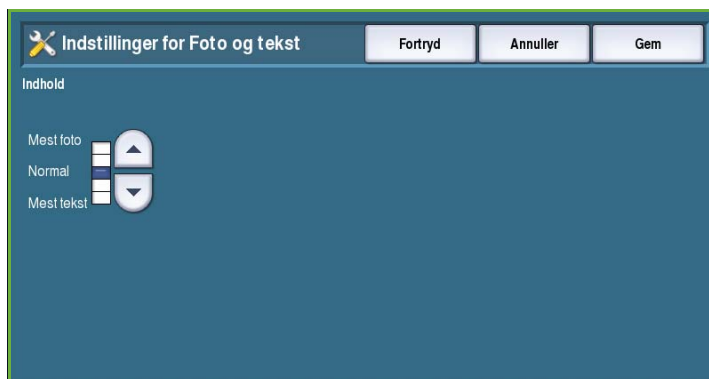 Indstillinger for Foto og tekst
Fortryd
Annuller
Gem
Indhold
Mest foto
Normal
Mest tekst